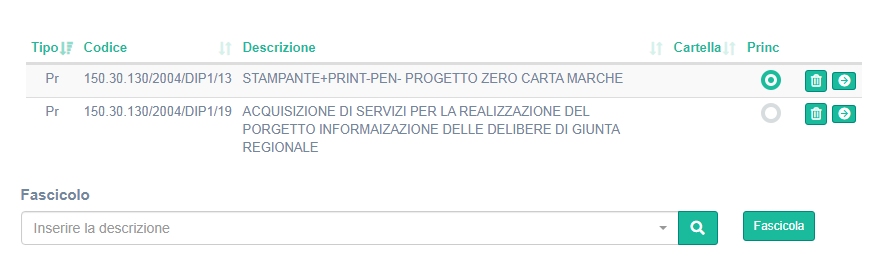 Tipo Codice Descrizione Cartella Princ
Pr 150.30.130/2004/DIP1/13 STAMPANTE+PRINT-PEN- PROGETTO ZERO CARTA MARCHE
Pr 150.30.130/2004/DIP1/19 ACQUISIZIONE DI SERVIZI PER LA REALIZZAZIONE DEL
PORGETTO INFORMAIZAZIONE DELLE DELIBERE DI GIUNTA
REGIONALE
Fascicolo
Inserire la descrizione
Fascicola